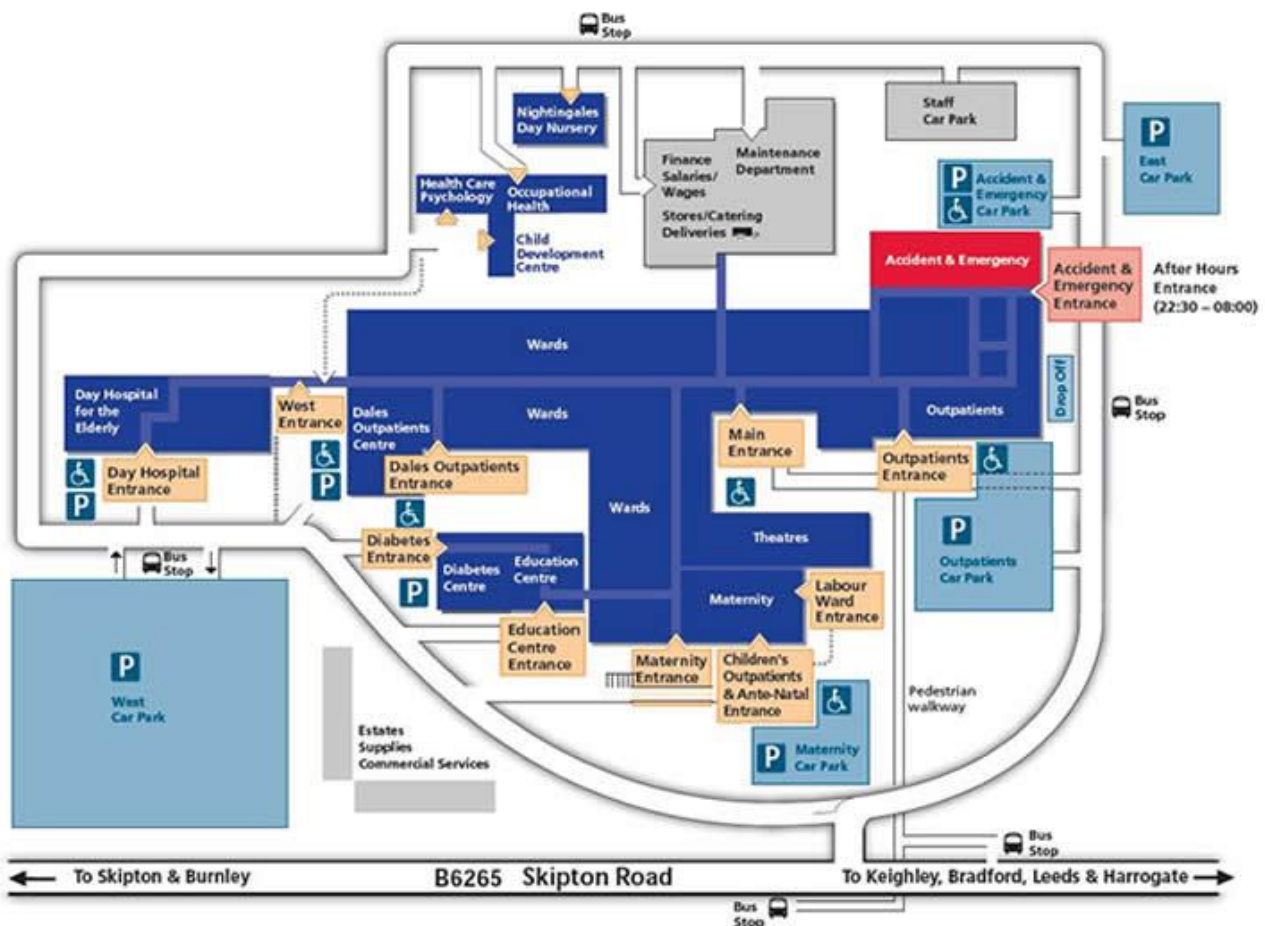 Bus
Stop
Nightingales
Day Nursery
Staff
Car Park
P
East
Car Park
Finance
Salaries/
Wages
Maintenance
Department
Stores/Catering
Deliveries
Health Care
Psychology
Occupational
Health
Child
Development
Centre
P
Accident &
Emergency
Car Park
Accident & Emergency
Accident &
Emergency
Entrance
After Hours
Entrance
(22:30 – 08:00)
Wards
Day Hospital
for the
Elderly
West
Entrance
Dales
Outpatients
Centre
Wards
Outpatients
Drop Off
Bus
Stop
Main
Entrance
Day Hospital
Entrance
P
P
Dales Outpatients
Entrance
Outpatients
Entrance
Wards
Theatres
P
Outpatients
Car Park
Diabetes
Entrance
Diabetes
Centre
Education
Centre
P
Bus
Stop
Maternity
Labour
Ward
Entrance
Education
Centre
Entrance
Maternity
Entrance
Children's
Outpatients
& Ante-Natal
Entrance
P
West
Car Park
Pedestrian
walkway
Estates
Supplies
Commercial Services
P
Maternity
Car Park
Bus
Stop
To Skipton & Burnley
B6265 Skipton Road
To Keighley, Bradford, Leeds & Harrogate
Bus
Stop